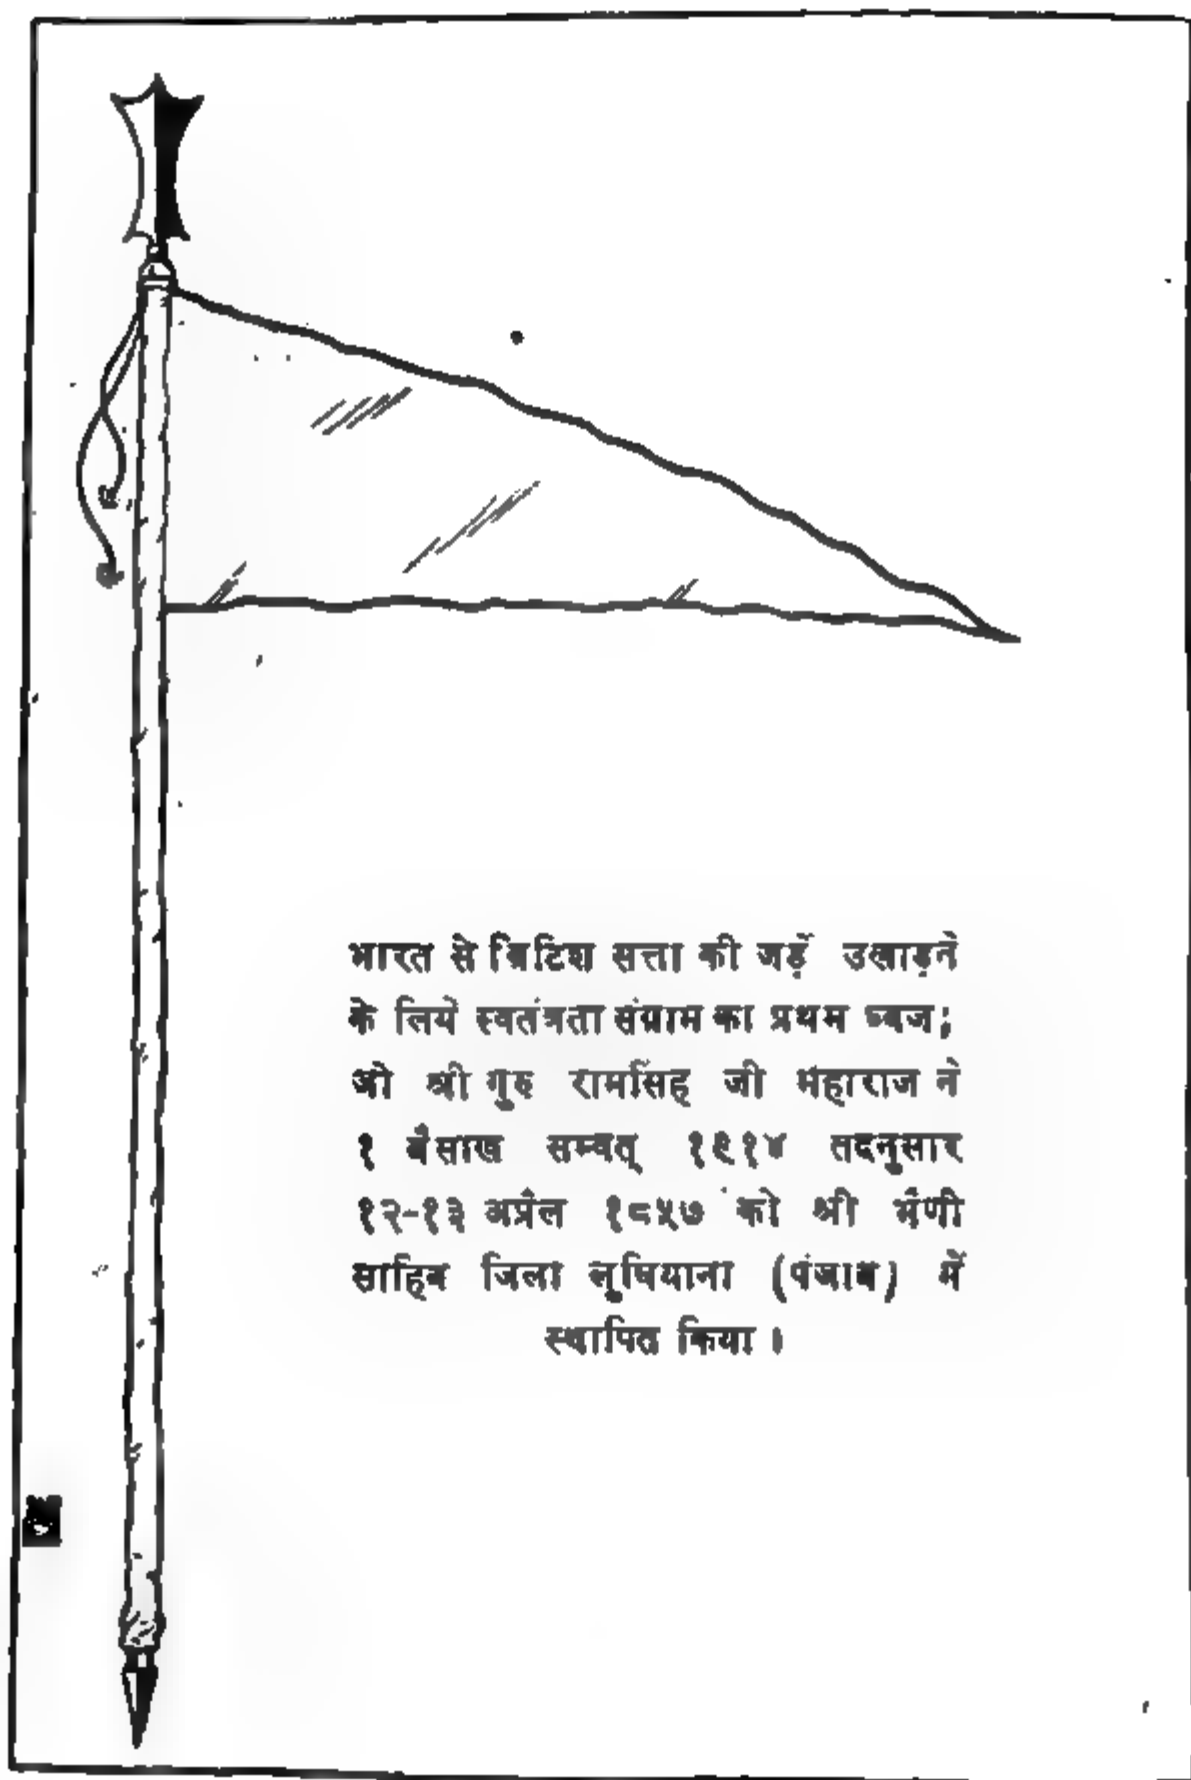 भारत से ब्रिटिश सत्ता की जड़ें उखाड़ने
के लिये स्वतंत्रता संग्राम का प्रथम ध्वज;
जो श्री गुरु रामसिंह जी महाराज ने
१ बैसाख सम्वत् १९१४ तदनुसार
१२-१३ अप्रैल १८५७ को श्री भैणी
साहिब जिला लुधियाना (पंजाब) में
स्थापित किया ।